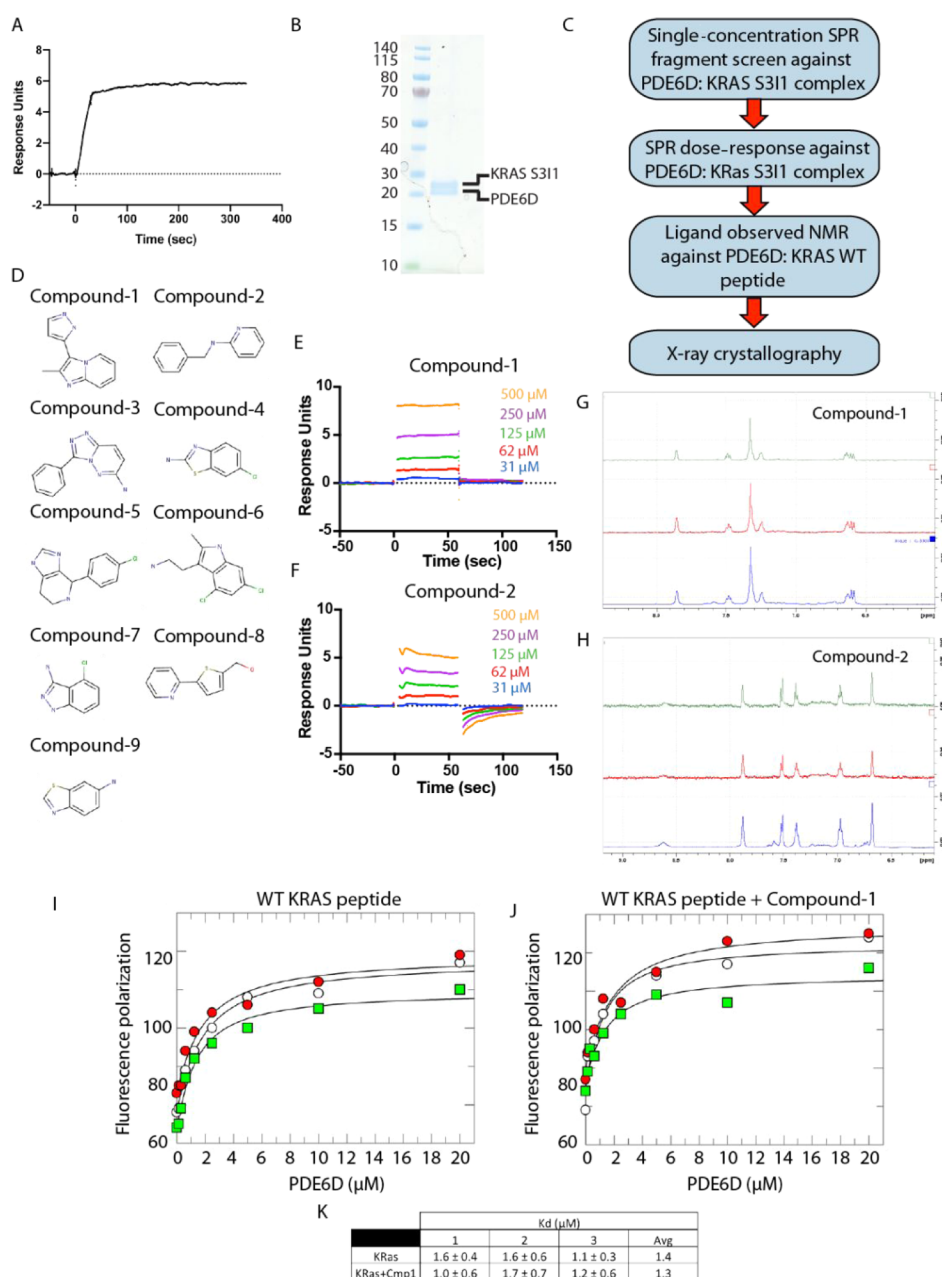 A
Response Units
8
6
4
2
0
-2
0 100 200 300 400
Time (sec)
B
140
115
80
70
50
40
30
20
15
10
KRAS S3I1
PDE6D
C
Single-concentration SPR
fragment screen against
PDE6D: KRAS S3I1 complex
SPR dose-response against
PDE6D: KRas S3I1 complex
Ligand observed NMR
against PDE6D: KRAS WT
peptide
X-ray crystallography
D
Compound-1 Compound-2
Compound-3 Compound-4
Compound-5 Compound-6
Compound-7 Compound-8
Compound-9
E
Compound-1
Response Units
10
5
0
-5
500 µM
250 µM
125 µM
62 µM
31 µM
-50 0 50 100 150
Time (sec)
F
Compound-2
Response Units
10
5
0
-5
500 µM
250 µM
125 µM
62 µM
31 µM
-50 0 50 100 150
Time (sec)
G
Compound-1
H
Compound-2
I
WT KRAS peptide
Fluorescence polarization
120
100
80
60
0 2 4 6 8 10 12 14 16 18 20
PDE6D (µM)
J
WT KRAS peptide + Compound-1
Fluorescence polarization
120
100
80
60
0 2 4 6 8 10 12 14 16 18 20
PDE6D (µM)
K
Kd (µM)
1 2 3 Avg
KRas 1.6 ± 0.4 1.6 ± 0.6 1.1 ± 0.3 1.4
KRas+Cmp1 1.0 ± 0.6 1.7 ± 0.7 1.2 ± 0.6 1.3